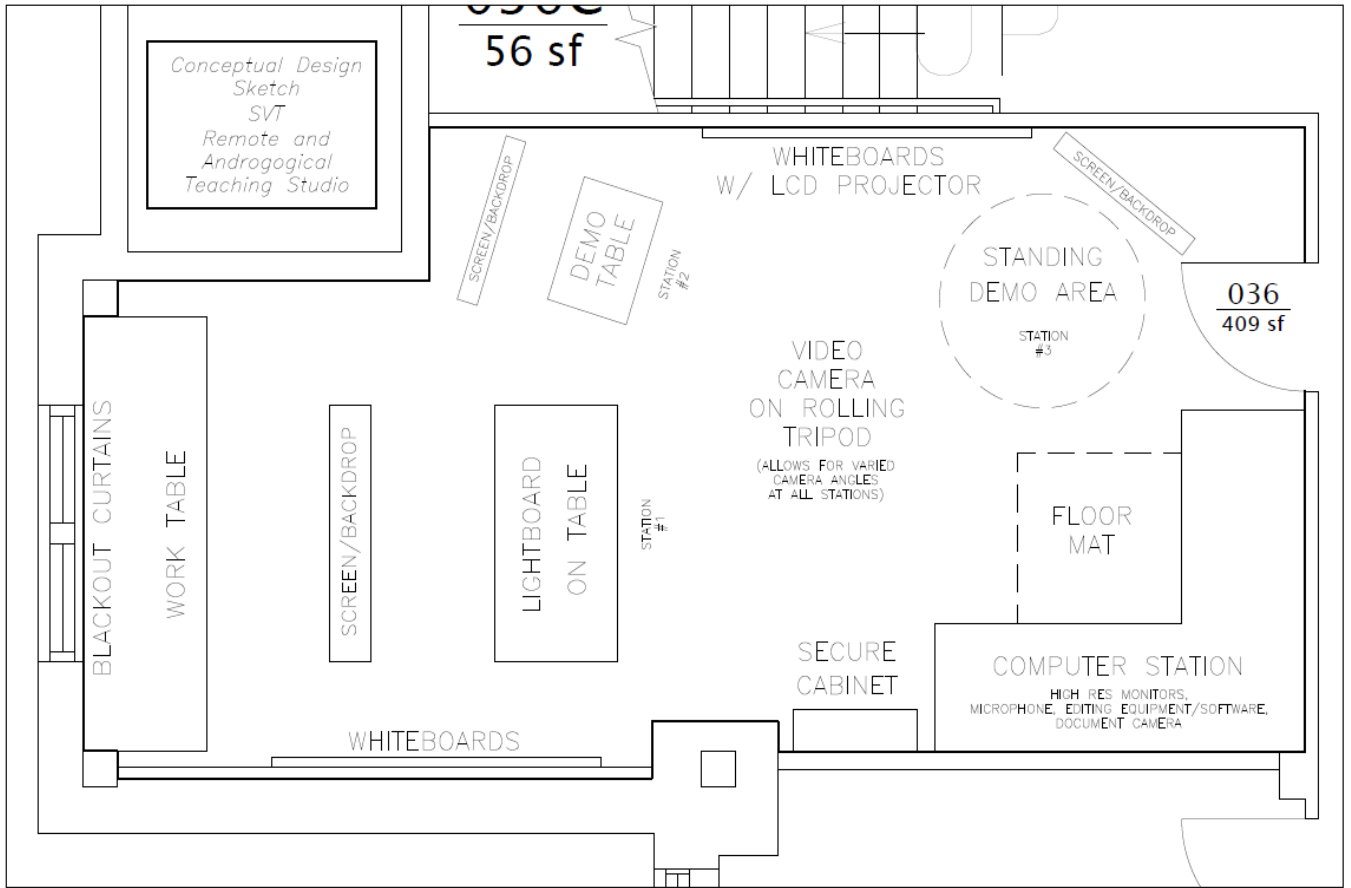 56 sf
Conceptual Design
Sketch
SVT
Remote and
Androgogical
Teaching Studio
WHITEBOARDS
W/ LCD PROJECTOR
SCREEN/BACKDROP
DEMO
TABLE
STATION
#2
SCREEN/BACKDROP
STANDING
DEMO AREA
STATION
#3
036
409 sf
VIDEO
CAMERA
ON ROLLING
TRIPOD
(ALLOWS FOR VARIED
CAMERA ANGLES
AT ALL STATIONS)
BLACKOUT CURTAINS
WORK TABLE
SCREEN/BACKDROP
LIGHTBOARD
ON TABLE
STATION
#1
FLOOR
MAT
SECURE
CABINET
COMPUTER STATION
HIGH RES MONITORS,
MICROPHONE, EDITING EQUIPMENT/SOFTWARE,
DOCUMENT CAMERA
WHITEBOARDS